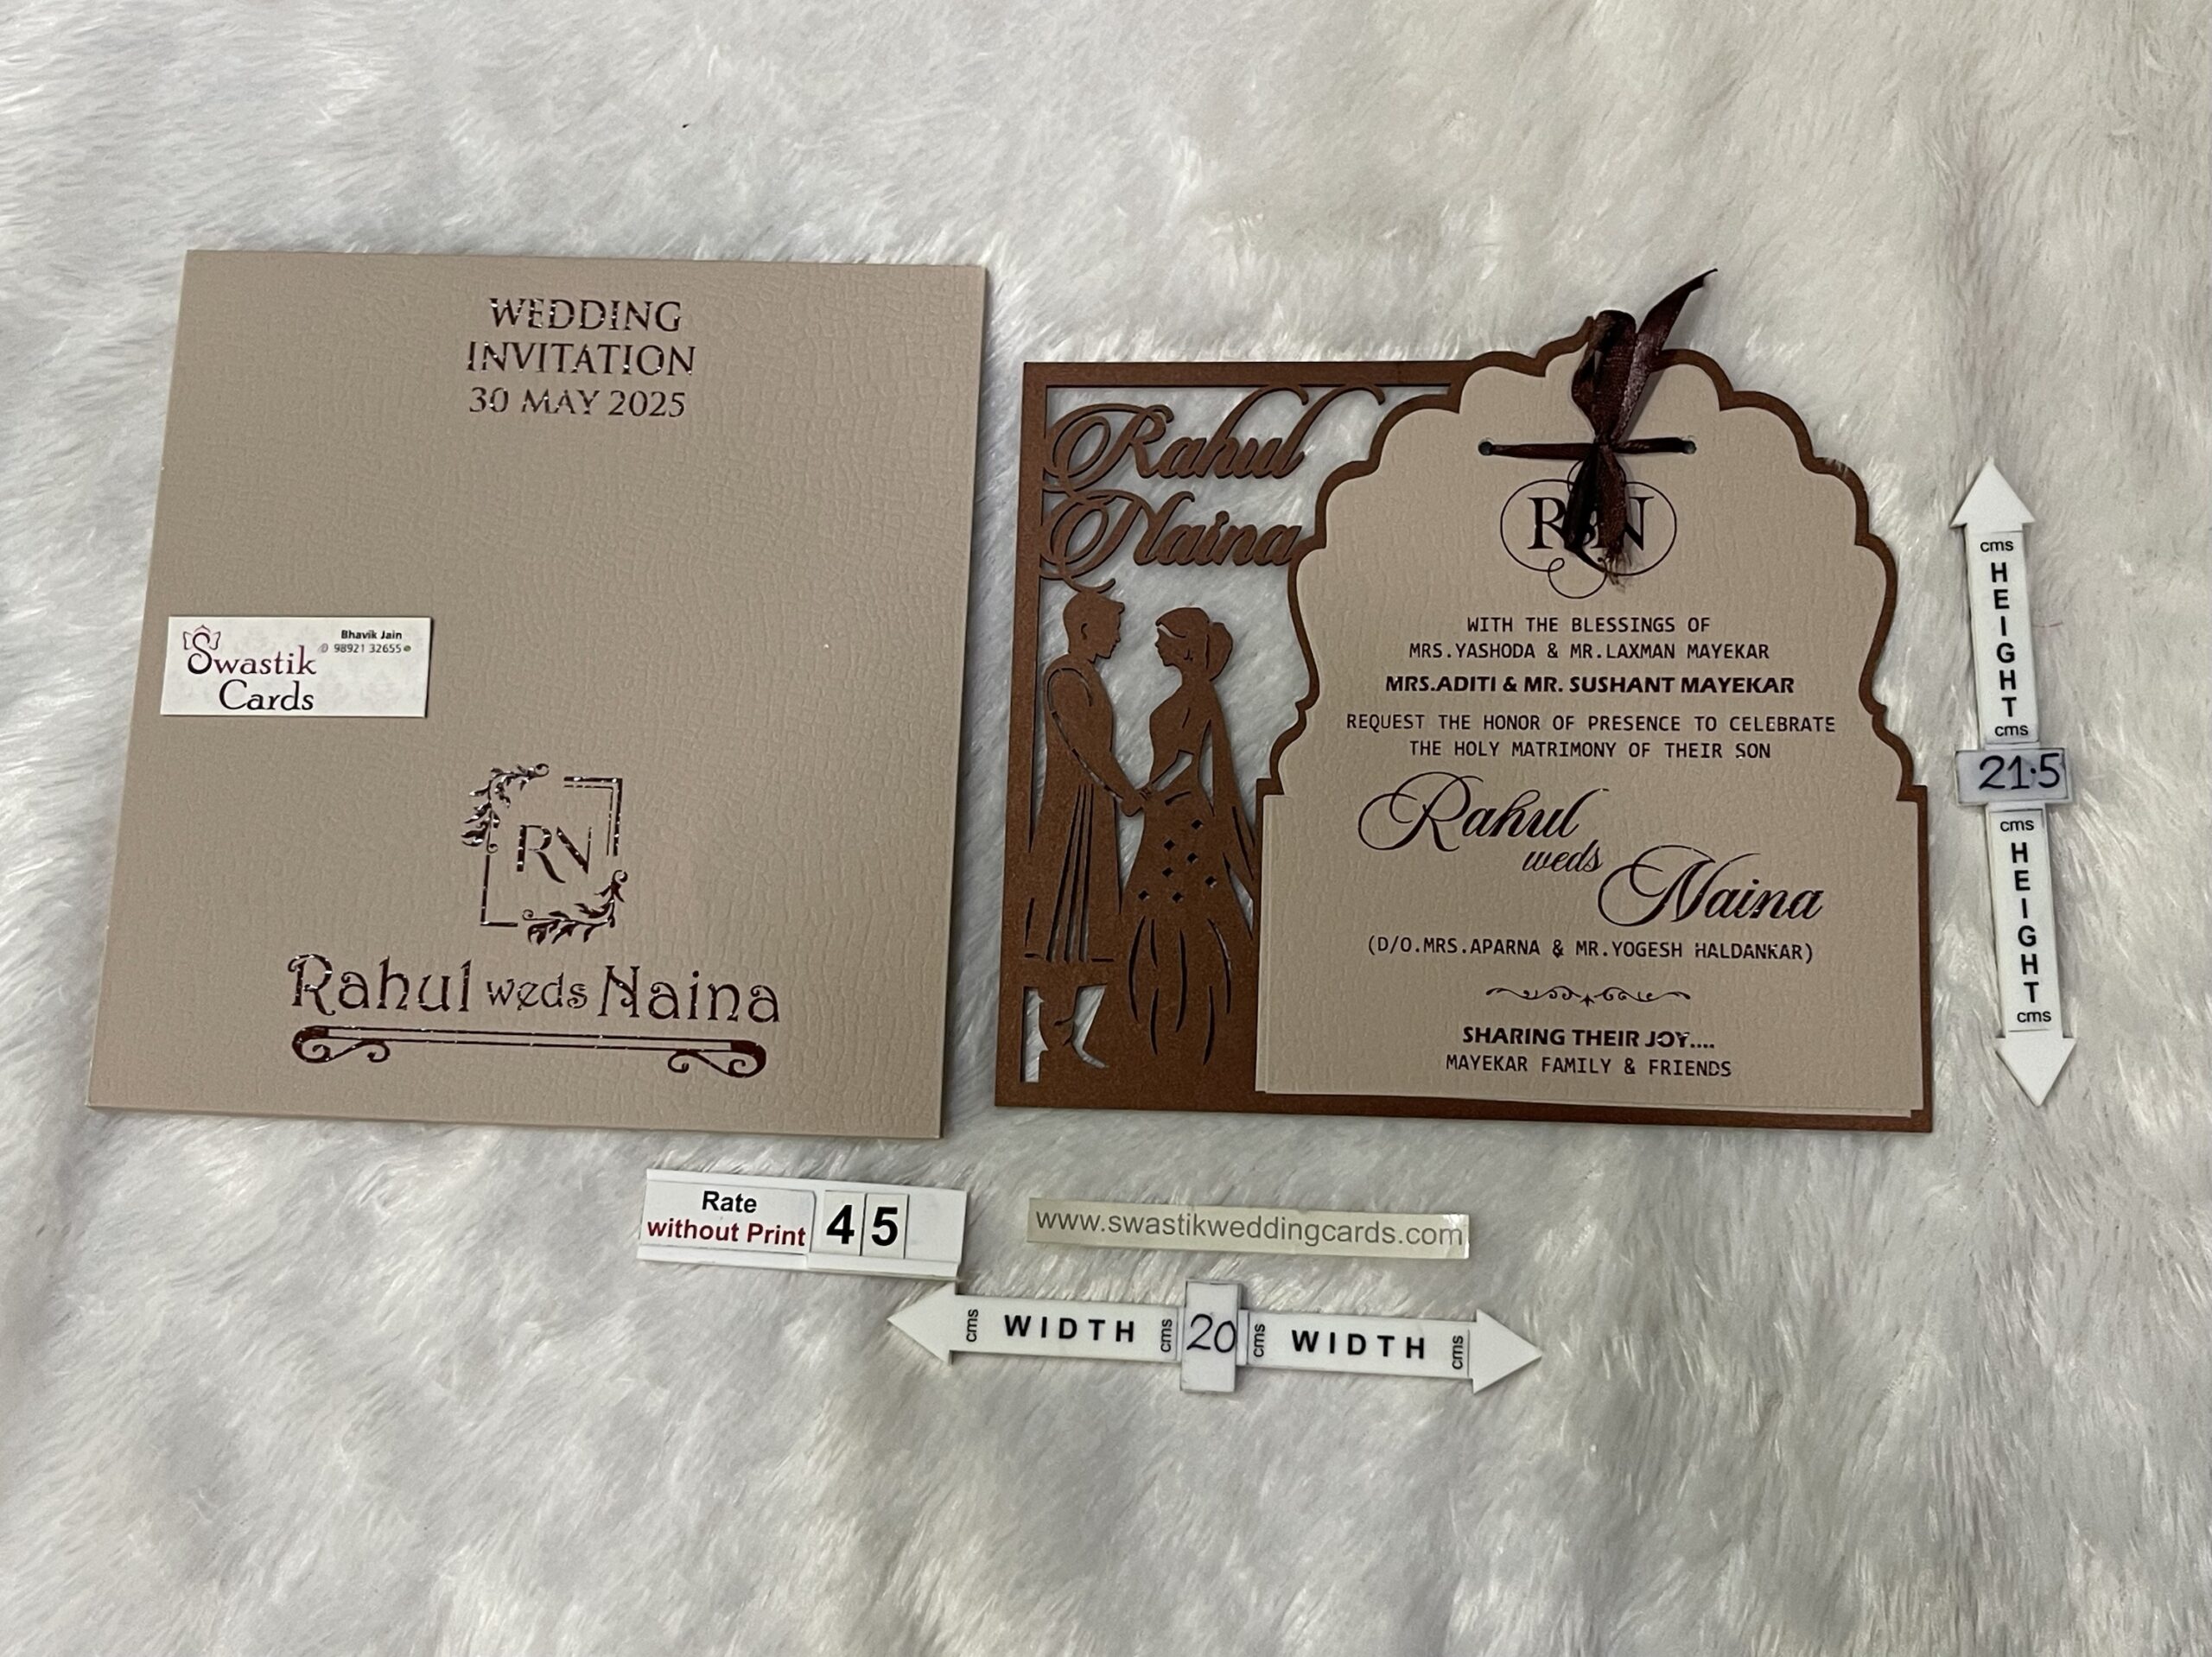 WEDDING
INVITATION
30 MAY 2025
Bhavik Jain
98921 32655
Swastik
Cards
RN
Rahul weds Naina
Rahul
Naina
R&N
WITH THE BLESSINGS OF
MRS.YASHODA & MR.LAXMAN MAYEKAR
MRS.ADITI & MR. SUSHANT MAYEKAR
REQUEST THE HONOR OF PRESENCE TO CELEBRATE
THE HOLY MATRIMONY OF THEIR SON
Rahul
weds
Naina
(D/O.MRS.APARNA & MR.YOGESH HALDANKAR)
SHARING THEIR JOY....
MAYEKAR FAMILY & FRIENDS
cms HEIGHT cms
21.5
cms HEIGHT cms
Rate
without Print 45
www.swastikweddingcards.com
cms WIDTH cms 20 cms WIDTH cms